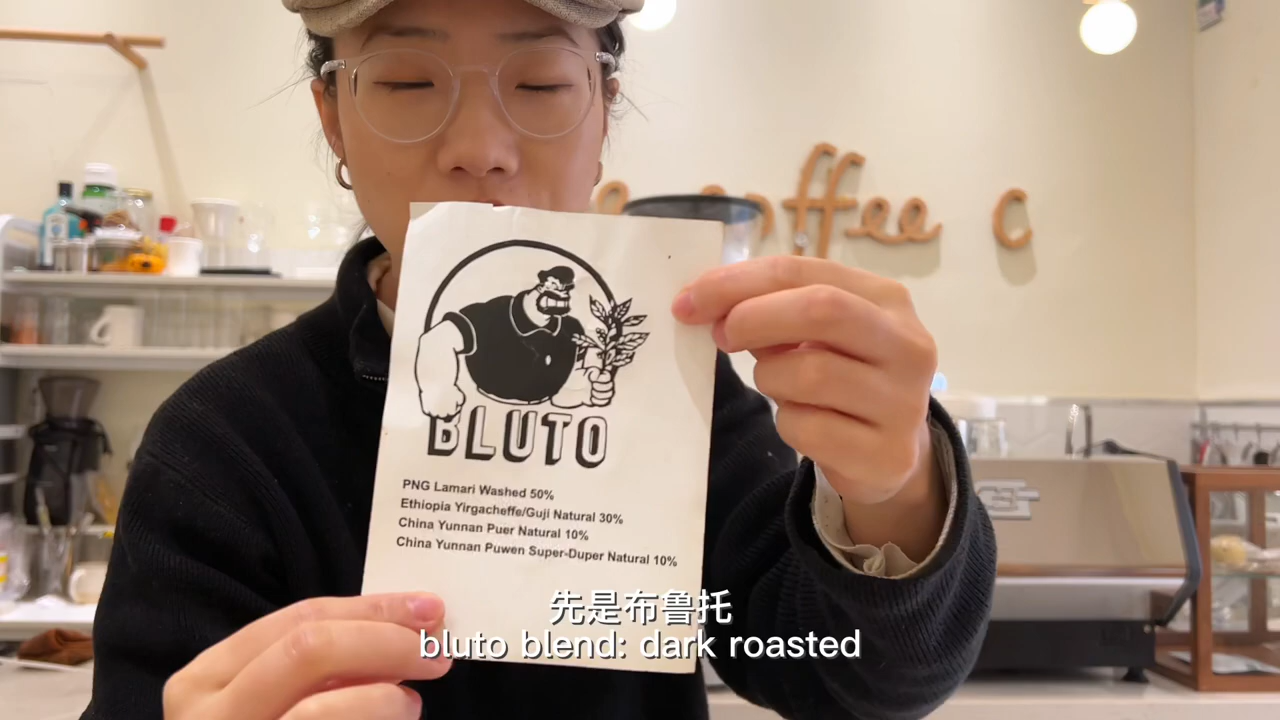 coffee c
BLUTO
PNG Lamari Washed 50%
Ethiopia Yirgacheffe/Guji Natural 30%
China Yunnan Puer Natural 10%
China Yunnan Puwen Super-Duper Natural 10%
先是布鲁托
bluto blend: dark roasted